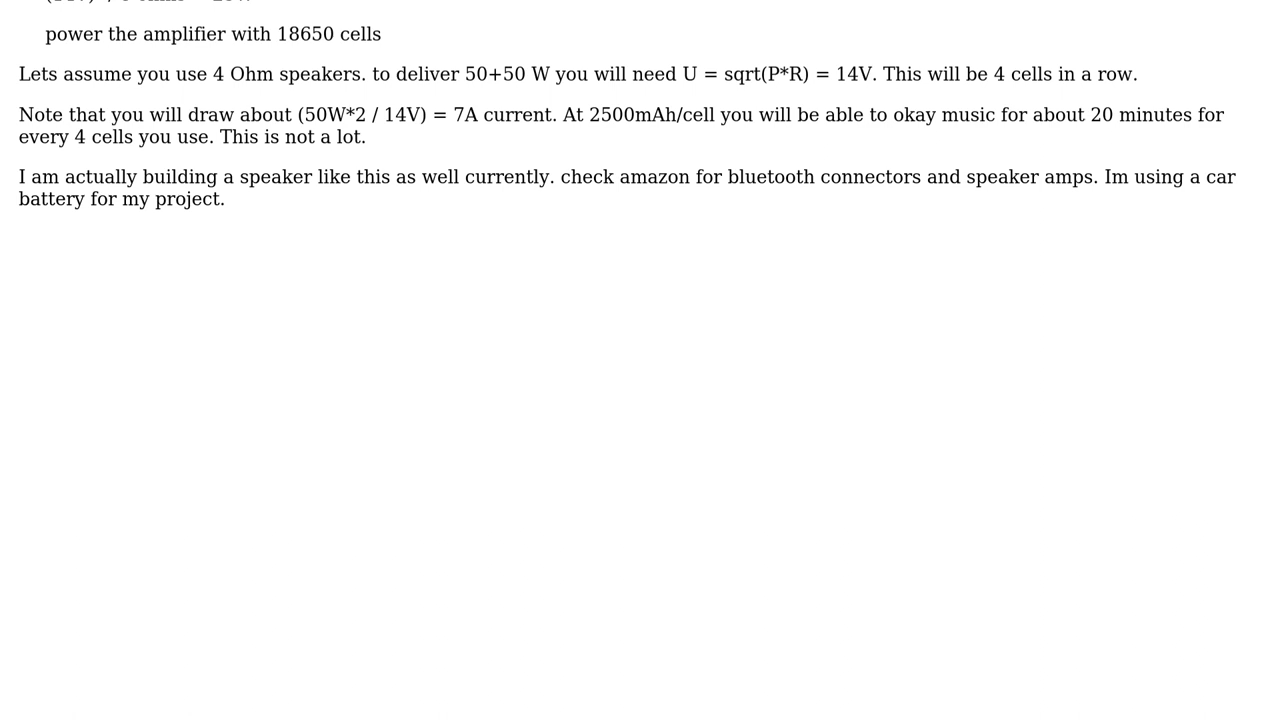 power the amplifier with 18650 cells
Lets assume you use 4 Ohm speakers. to deliver 50+50 W you will need U = sqrt(P*R) = 14V. This will be 4 cells in a row.
Note that you will draw about (50W*2 / 14V) = 7A current. At 2500mAh/cell you will be able to okay music for about 20 minutes for
every 4 cells you use. This is not a lot.
I am actually building a speaker like this as well currently. check amazon for bluetooth connectors and speaker amps. Im using a car
battery for my project.